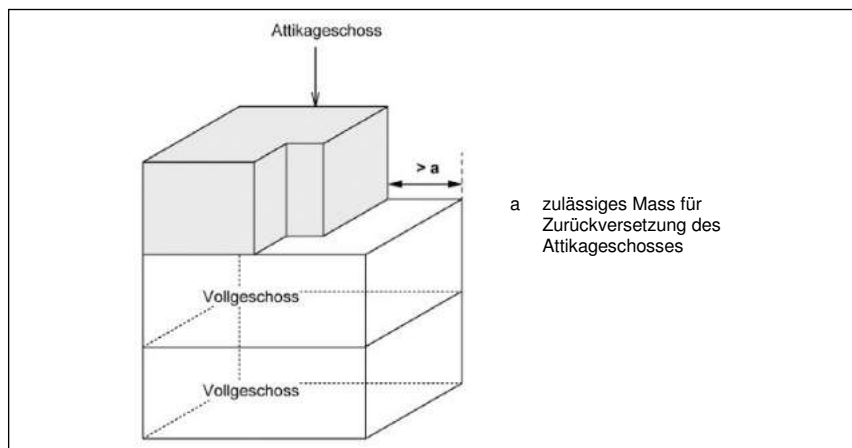 Attikageschoss
> a
a zulässiges Mass für
Zurückversetzung des
Attikageschosses
Vollgeschoss
Vollgeschoss